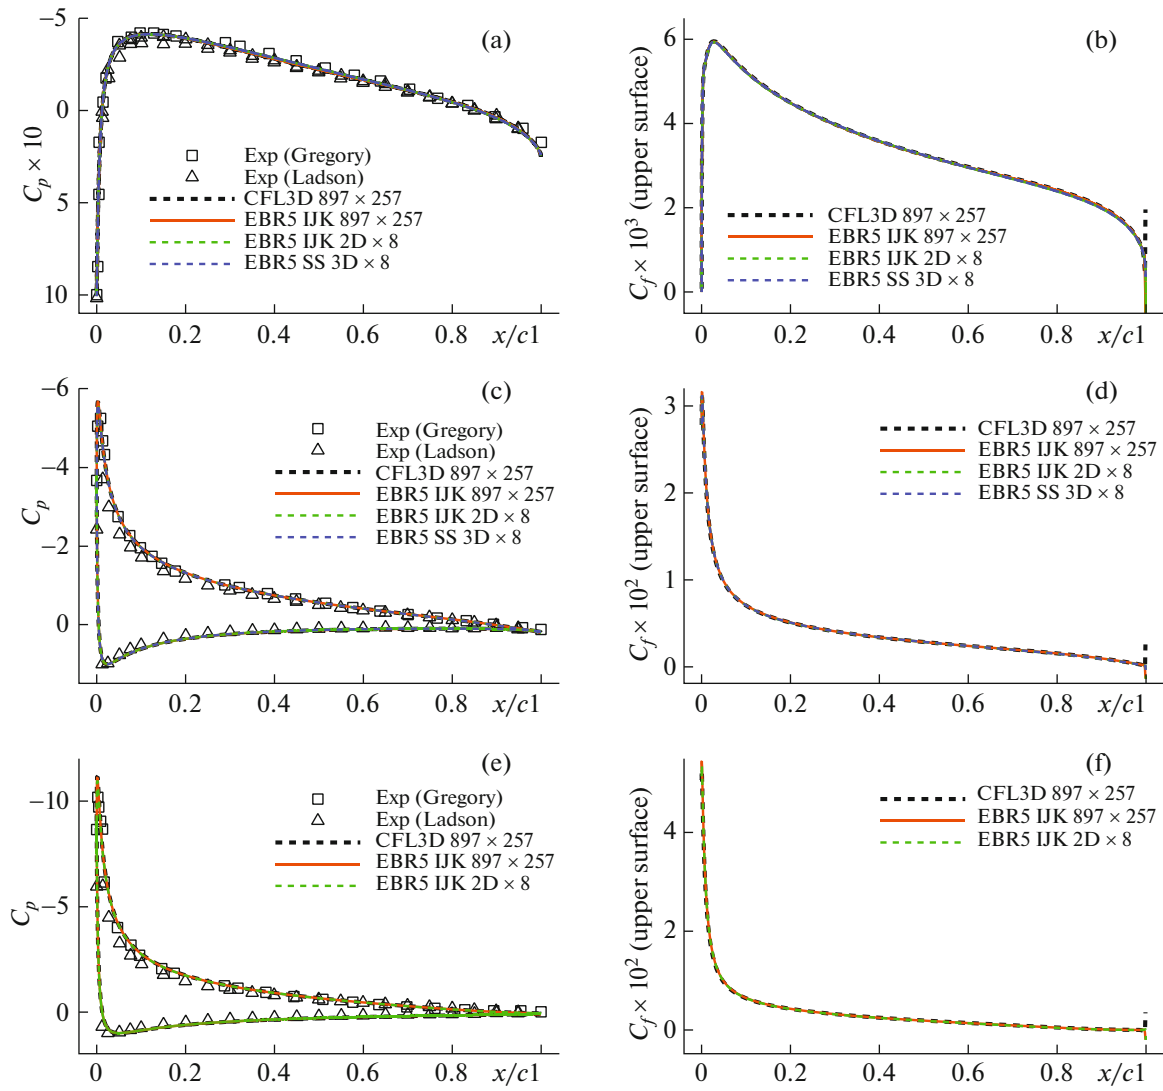 −5
0
5
10
C_p × 10
(a)
Exp (Gregory)
Exp (Ladson)
CFL3D 897 × 257
EBR5 IJK 897 × 257
EBR5 IJK 2D × 8
EBR5 SS 3D × 8
0 0.2 0.4 0.6 0.8 x/c1
6
4
2
0
C_f × 10³ (upper surface)
(b)
CFL3D 897 × 257
EBR5 IJK 897 × 257
EBR5 IJK 2D × 8
EBR5 SS 3D × 8
0 0.2 0.4 0.6 0.8 x/c1
−6
−4
−2
0
C_p
(c)
Exp (Gregory)
Exp (Ladson)
CFL3D 897 × 257
EBR5 IJK 897 × 257
EBR5 IJK 2D × 8
EBR5 SS 3D × 8
0 0.2 0.4 0.6 0.8 x/c1
3
2
1
0
C_f × 10² (upper surface)
(d)
CFL3D 897 × 257
EBR5 IJK 897 × 257
EBR5 IJK 2D × 8
EBR5 SS 3D × 8
0 0.2 0.4 0.6 0.8 x/c1
−10
−5
0
C_p
(e)
Exp (Gregory)
Exp (Ladson)
CFL3D 897 × 257
EBR5 IJK 897 × 257
EBR5 IJK 2D × 8
0 0.2 0.4 0.6 0.8 x/c1
4
2
0
C_f × 10² (upper surface)
(f)
CFL3D 897 × 257
EBR5 IJK 897 × 257
EBR5 IJK 2D × 8
0 0.2 0.4 0.6 0.8 x/c1